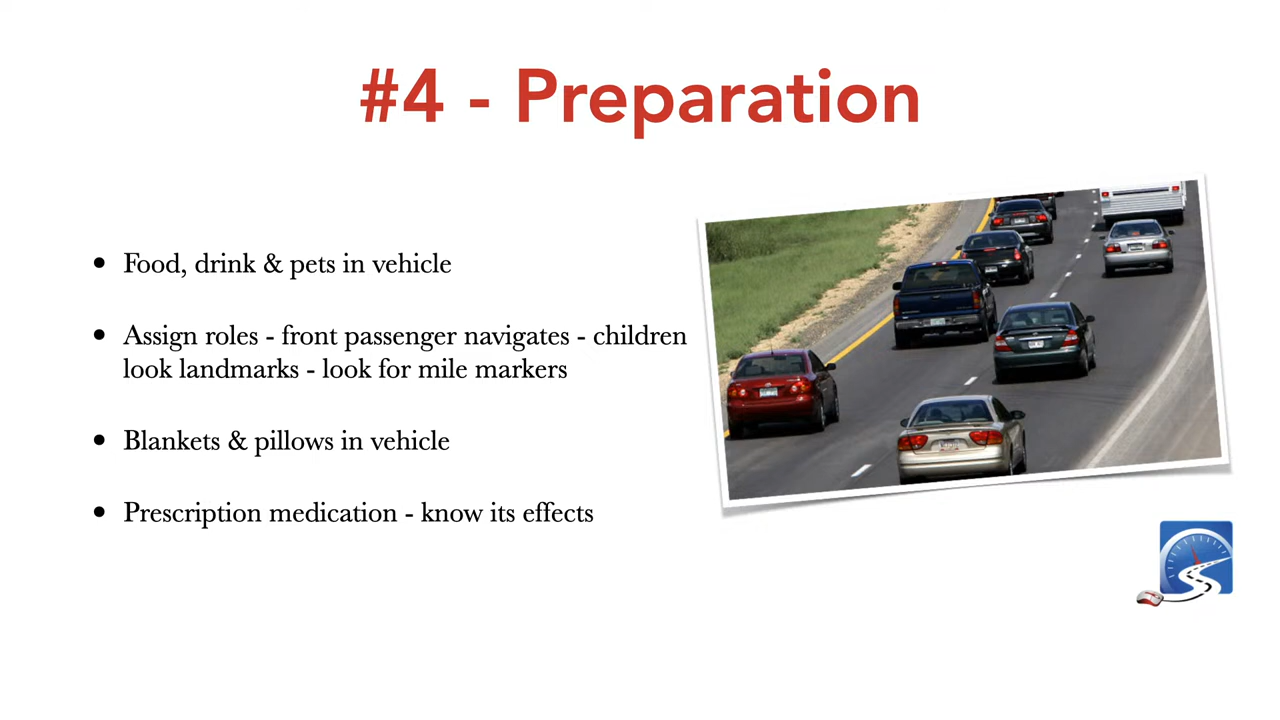 #4 - Preparation
• Food, drink & pets in vehicle
• Assign roles - front passenger navigates - children
look landmarks - look for mile markers
• Blankets & pillows in vehicle
• Prescription medication - know its effects